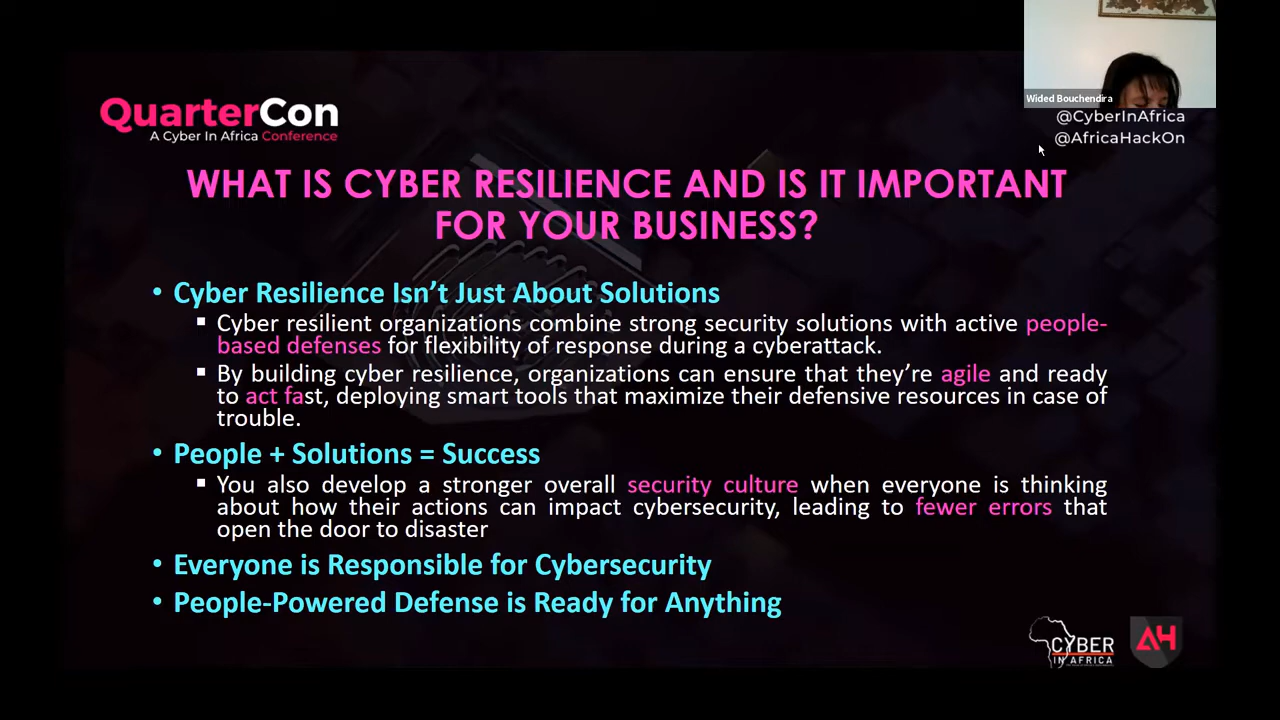 Wided Bouchendira
QuarterCon
A Cyber In Africa Conference
@CyberInAfrica
@AfricaHackOn
WHAT IS CYBER RESILIENCE AND IS IT IMPORTANT
FOR YOUR BUSINESS?
• Cyber Resilience Isn’t Just About Solutions
▪ Cyber resilient organizations combine strong security solutions with active people-
based defenses for flexibility of response during a cyberattack.
▪ By building cyber resilience, organizations can ensure that they’re agile and ready
to act fast, deploying smart tools that maximize their defensive resources in case of
trouble.
• People + Solutions = Success
▪ You also develop a stronger overall security culture when everyone is thinking
about how their actions can impact cybersecurity, leading to fewer errors that
open the door to disaster
• Everyone is Responsible for Cybersecurity
• People-Powered Defense is Ready for Anything
CYBER
IN AFRICA
AH